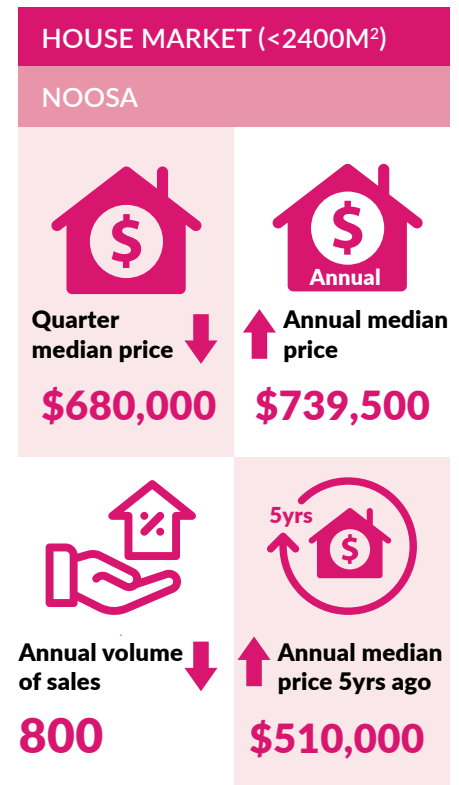 HOUSE MARKET (<2400M²)
NOOSA
$
Quarter
median price
$680,000
$
Annual
Annual median
price
$739,500
%
Annual volume
of sales
800
5yrs
$
Annual median
price 5yrs ago
$510,000